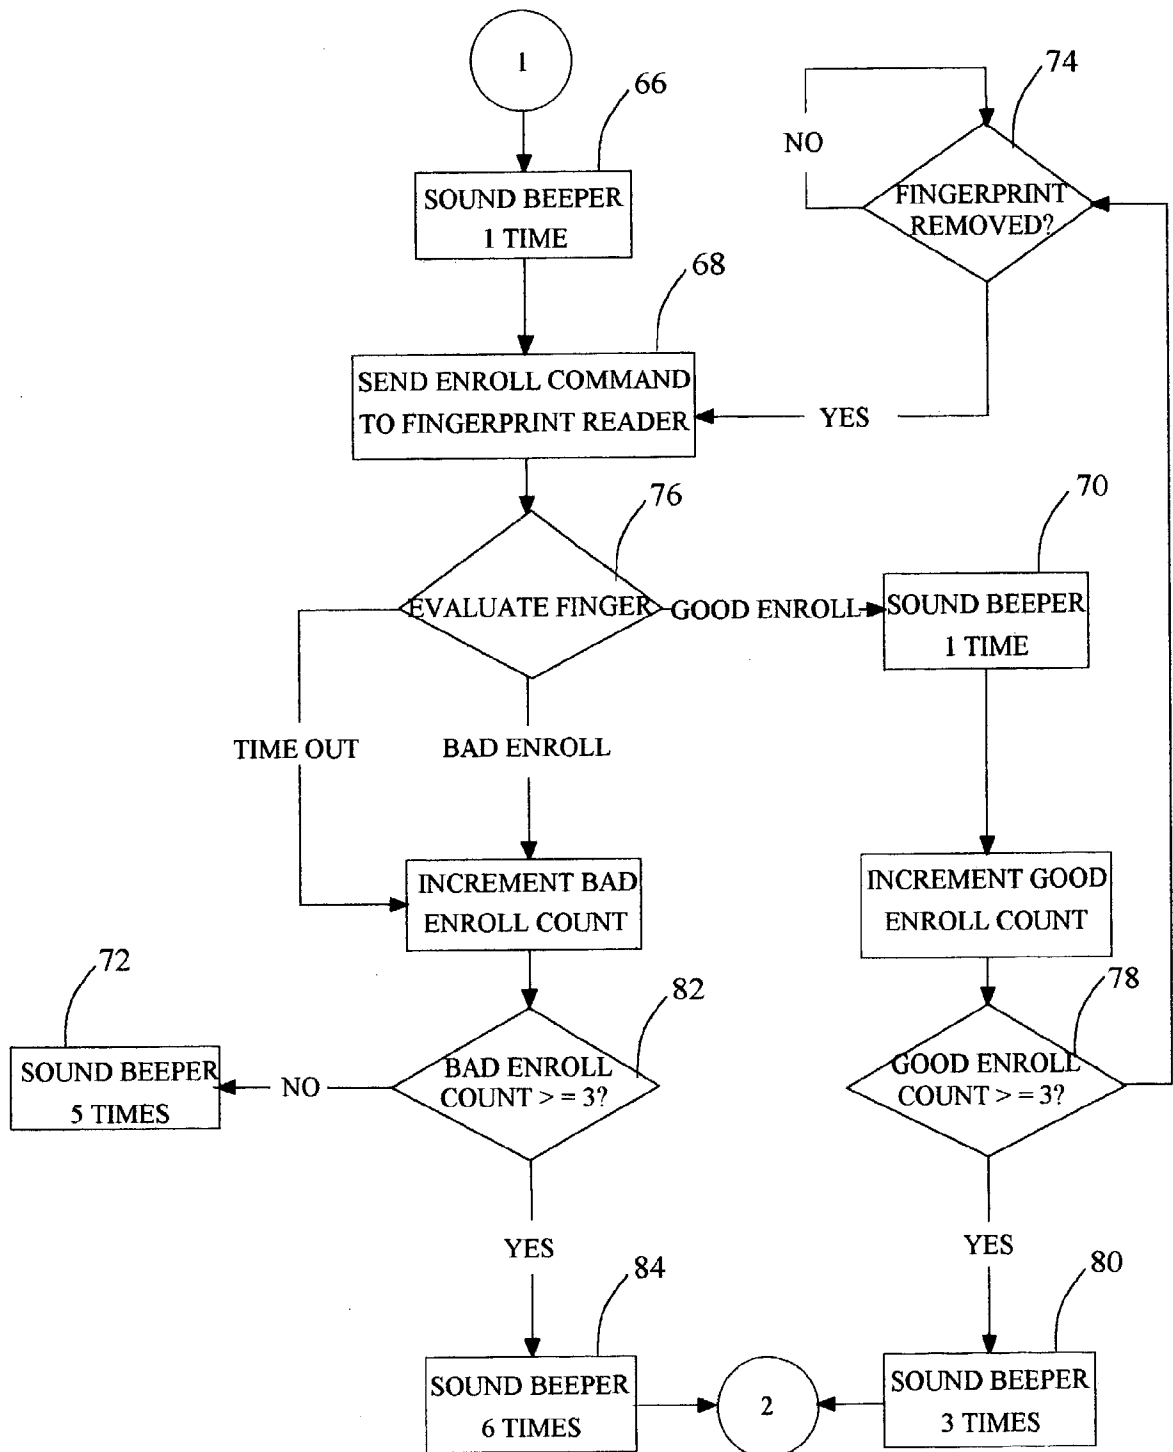 1
66
74
NO
SOUND BEEPER
1 TIME
FINGERPRINT
REMOVED?
68
SEND ENROLL COMMAND
TO FINGERPRINT READER
YES
76
70
EVALUATE FINGER
GOOD ENROLL
SOUND BEEPER
1 TIME
TIME OUT
BAD ENROLL
INCREMENT BAD
ENROLL COUNT
INCREMENT GOOD
ENROLL COUNT
72
82
78
SOUND BEEPER
5 TIMES
NO
BAD ENROLL
COUNT > = 3?
GOOD ENROLL
COUNT > = 3?
YES
YES
84
80
SOUND BEEPER
6 TIMES
2
SOUND BEEPER
3 TIMES